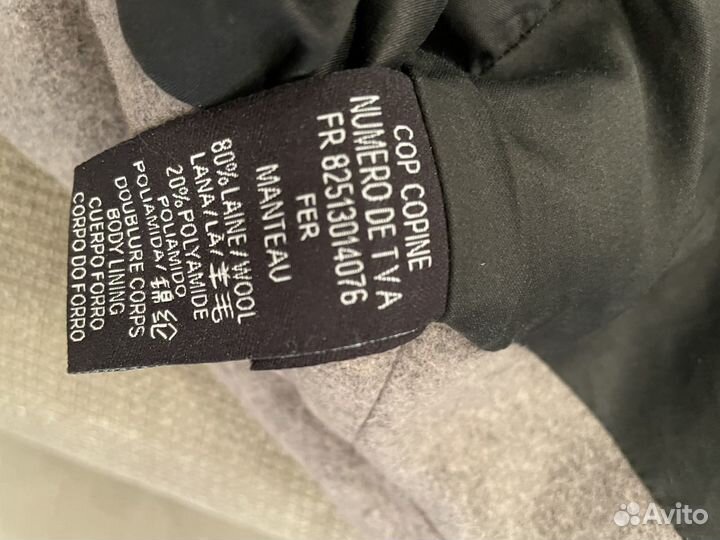 COP COPINE
NUMERO DE TVA
FR 82513014076
FER
MANTEAU
80% LAINE / WOOL
LANA / LÃ / 羊毛
20% POLYAMIDE
POLIAMIDO
POLIAMIDA / 锦纶
DOUBLURE CORPS
BODY LINING
CUERPO FORRO
CORPO DO FORRO
Avito